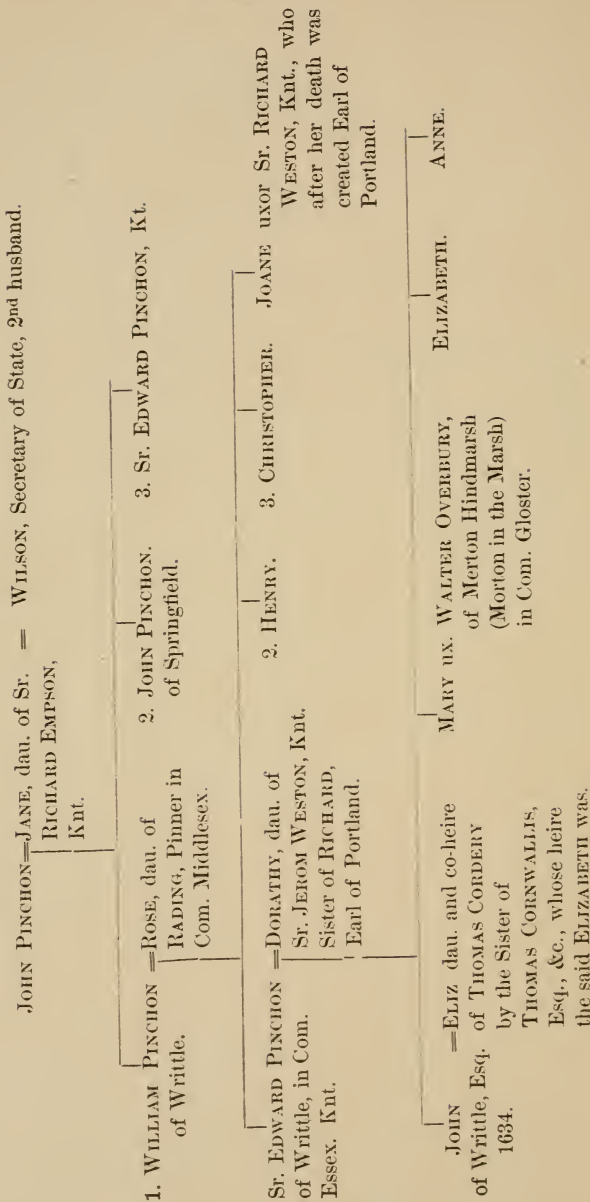 JOHN PINCHON=JANE, dau. of Sr. = WILSON, Secretary of State, 2nd husband.
RICHARD EMPSON,
Knt.
1. WILLIAM PINCHON =ROSE, dau. of
of Writtle.
RADING, Pinner in
Com. Middlesex.
2. JOHN PINCHON.
of Springfield.
3. Sr. EDWARD PINCHON, Kt.
Sr. EDWARD PINCHON =DORATHY, dau. of
of Writtle, in Com.
Essex. Knt.
Sr. JEROM WESTON, Knt.
Sister of RICHARD,
Earl of Portland.
2. HENRY.
3. CHRISTOPHER.
JOANE uxor Sr. RICHARD
WESTON, Knt., who
after her death was
created Earl of
Portland.
JOHN =ELIZ dau. and co-heire
of Writtle, Esq. of THOMAS CORDERY
1634.
by the Sister of
THOMAS CORNWALLIS,
Esq., &c., whose heire
the said ELIZABETH was.
MARY ux. WALTER OVERBURY,
of Merton Hindmarsh
(Morton in the Marsh)
in Com. Gloster.
ELIZABETH.
ANNE.